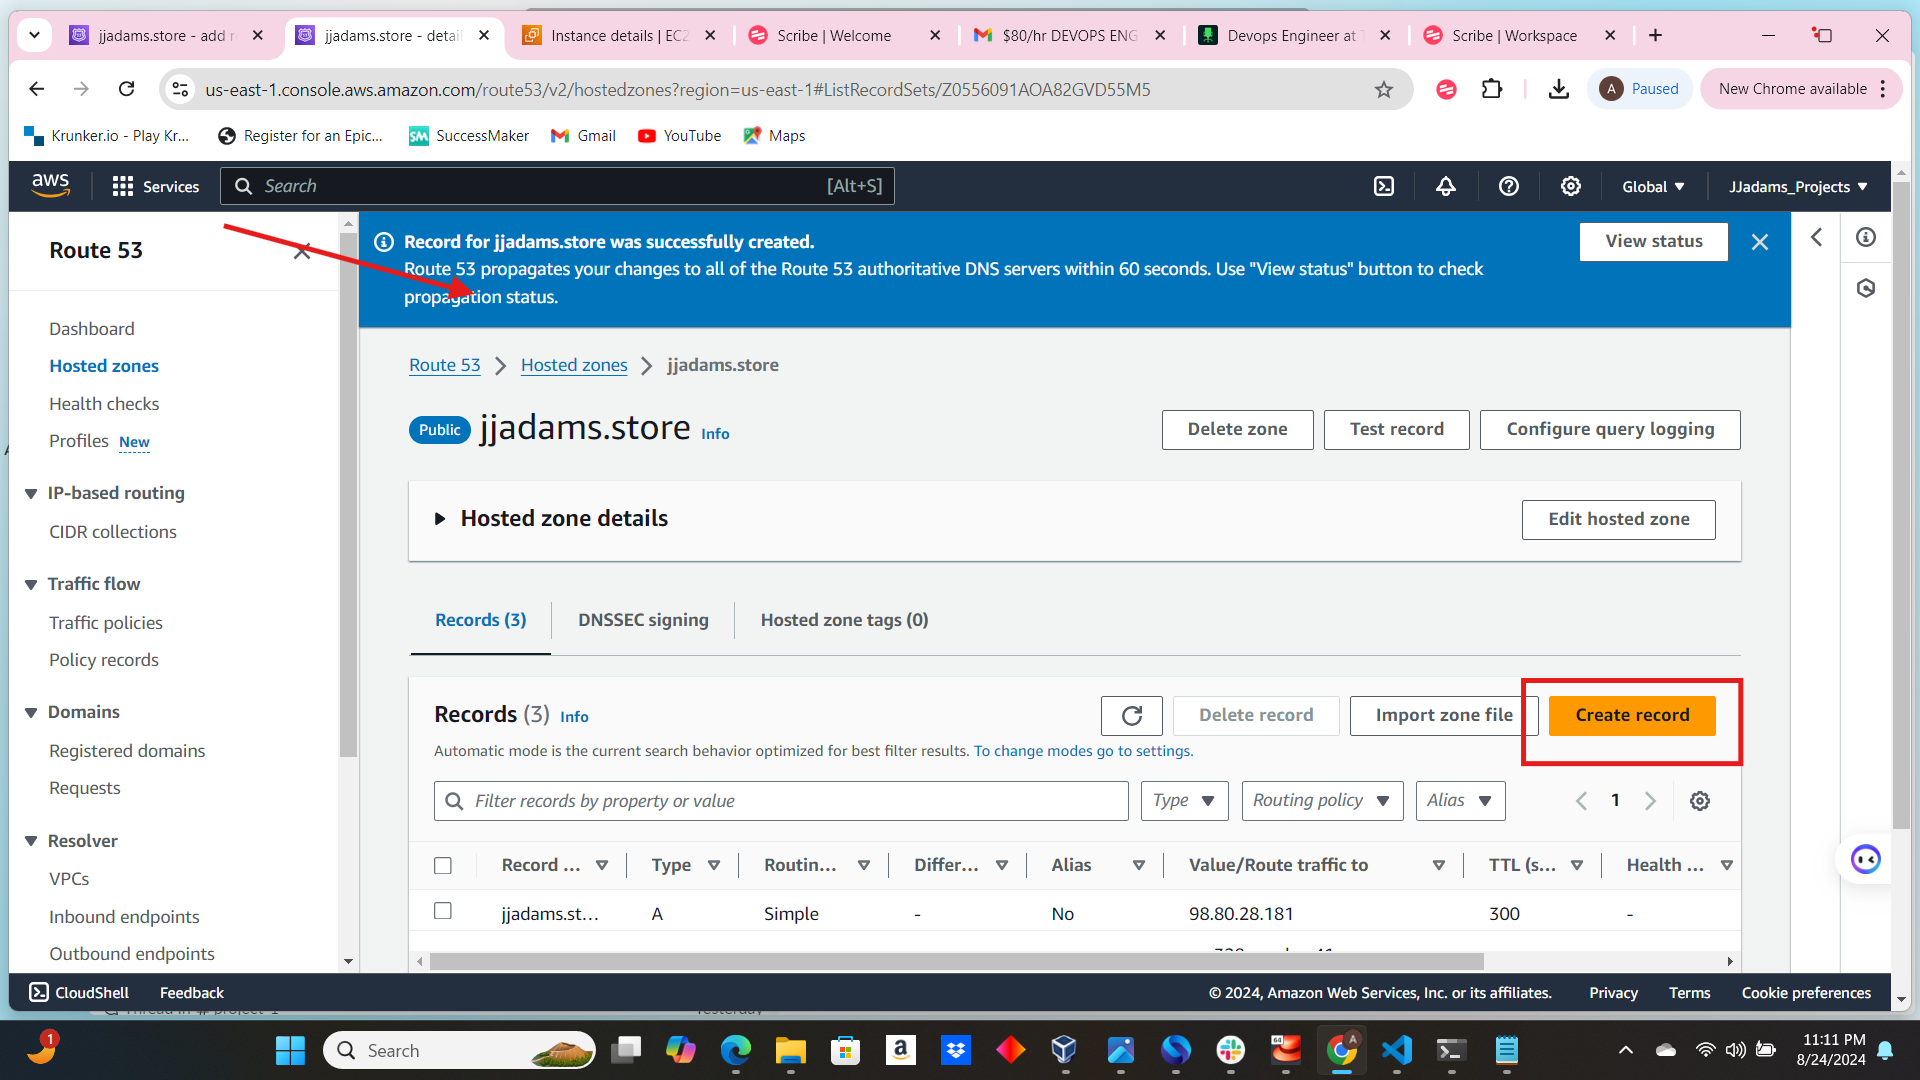 jjadams.store - add r
jjadams.store - detail
Instance details | EC2
Scribe | Welcome
$80/hr DEVOPS ENG
Devops Engineer at T
Scribe | Workspace
us-east-1.console.aws.amazon.com/route53/v2/hostedzones?region=us-east-1#ListRecordSets/Z0556091AOA82GVD55M5
A
Paused
New Chrome available
Krunker.io - Play Kr...
Register for an Epic...
SM
SuccessMaker
Gmail
YouTube
Maps
aws
Services
Search
[Alt+S]
Global
JJadams_Projects
Route 53
Dashboard
Hosted zones
Health checks
Profiles New
IP-based routing
CIDR collections
Traffic flow
Traffic policies
Policy records
Domains
Registered domains
Requests
Resolver
VPCs
Inbound endpoints
Outbound endpoints
Record for jjadams.store was successfully created.
Route 53 propagates your changes to all of the Route 53 authoritative DNS servers within 60 seconds. Use "View status" button to check
propagation status.
View status
Route 53
Hosted zones
jjadams.store
Public
jjadams.store
Info
Delete zone
Test record
Configure query logging
Hosted zone details
Edit hosted zone
Records (3)
DNSSEC signing
Hosted zone tags (0)
Records (3) Info
Delete record
Import zone file
Create record
Automatic mode is the current search behavior optimized for best filter results. To change modes go to settings.
Filter records by property or value
Type
Routing policy
Alias
1
Record ...
Type
Routin...
Differ...
Alias
Value/Route traffic to
TTL (s...
Health ...
jjadams.st...
A
Simple
-
No
98.80.28.181
300
-
CloudShell
Feedback
© 2024, Amazon Web Services, Inc. or its affiliates.
Privacy
Terms
Cookie preferences
1
Search
64
A
11:11 PM
8/24/2024